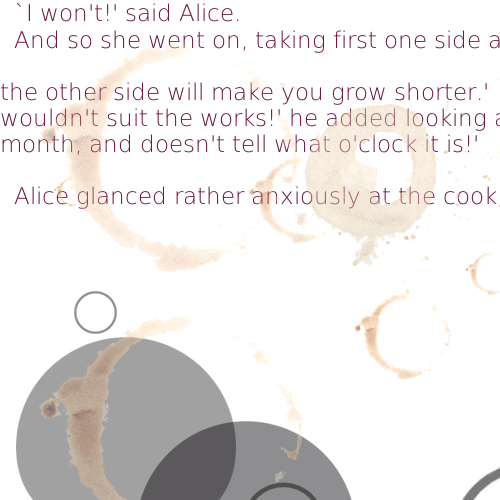 `I won't!' said Alice.
And so she went on, taking first one side a
the other side will make you grow shorter.'
wouldn't suit the works!' he added looking a
month, and doesn't tell what o'clock it is!'
Alice glanced rather anxiously at the cook,